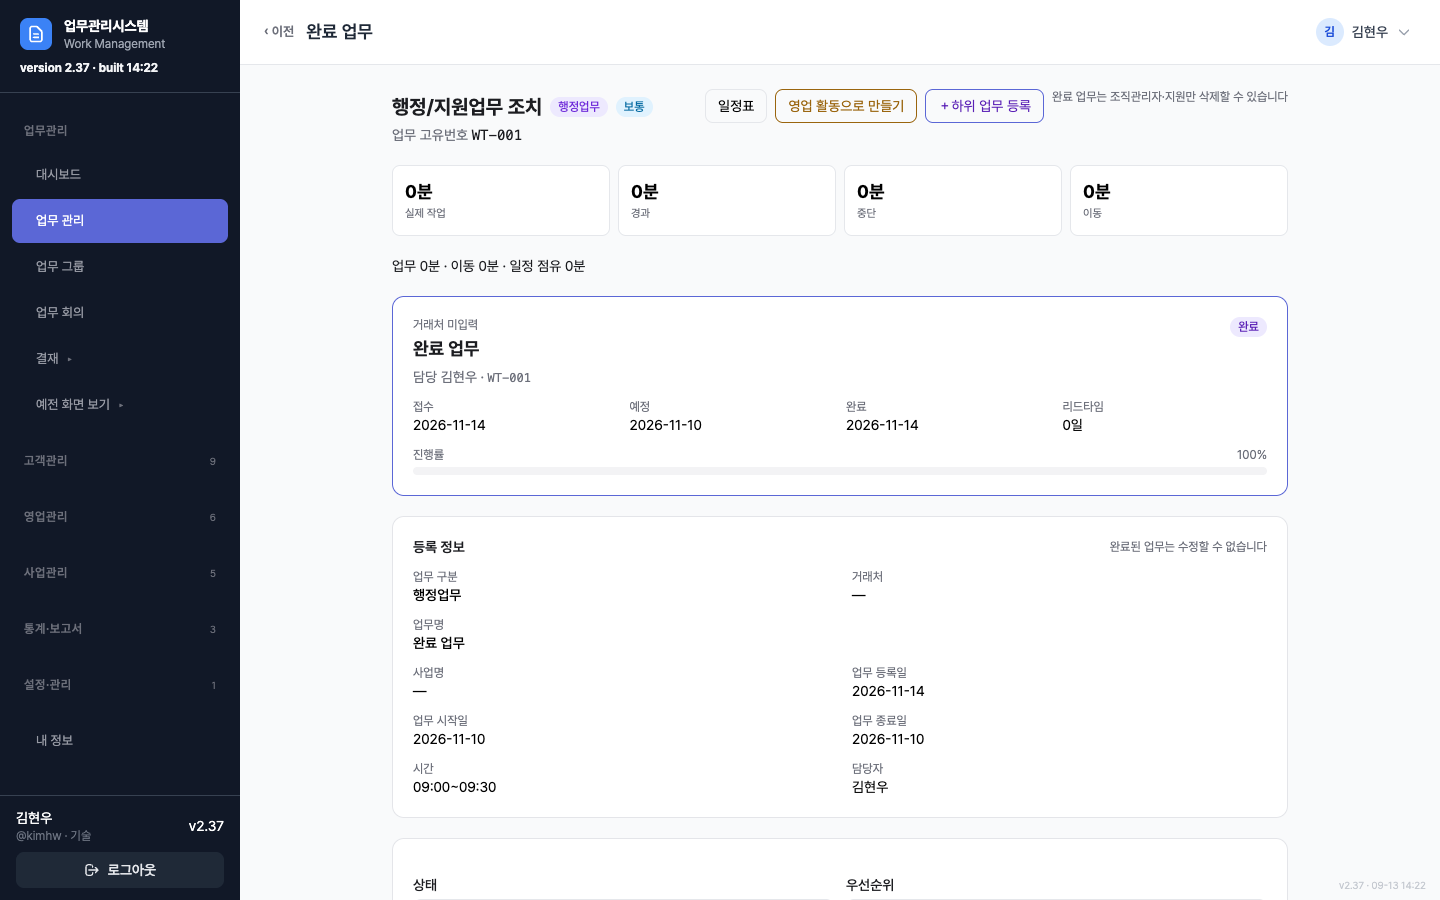 업무관리시스템
Work Management
version 2.37 · built 14:22
업무관리
대시보드
업무 관리
업무 그룹
업무 회의
결재 ▸
예전 화면 보기 ▸
고객관리 9
영업관리 6
사업관리 5
통계·보고서 3
설정·관리 1
내 정보
김현우
@kimhw · 기술
v2.37
로그아웃
‹ 이전 완료 업무
김 김현우
행정/지원업무 조치 행정업무 보통
업무 고유번호 WT-001
일정표
영업 활동으로 만들기
+ 하위 업무 등록
완료 업무는 조직관리자·지원만 삭제할 수 있습니다
0분
실제 작업
0분
경과
0분
중단
0분
이동
업무 0분 · 이동 0분 · 일정 점유 0분
거래처 미입력
완료
완료 업무
담당 김현우 · WT-001
접수
2026-11-14
예정
2026-11-10
완료
2026-11-14
리드타임
0일
진행률 100%
등록 정보
완료된 업무는 수정할 수 없습니다
업무 구분
행정업무
거래처
—
업무명
완료 업무
사업명
—
업무 등록일
2026-11-14
업무 시작일
2026-11-10
업무 종료일
2026-11-10
시간
09:00~09:30
담당자
김현우
상태
우선순위
v2.37 · 09-13 14:22